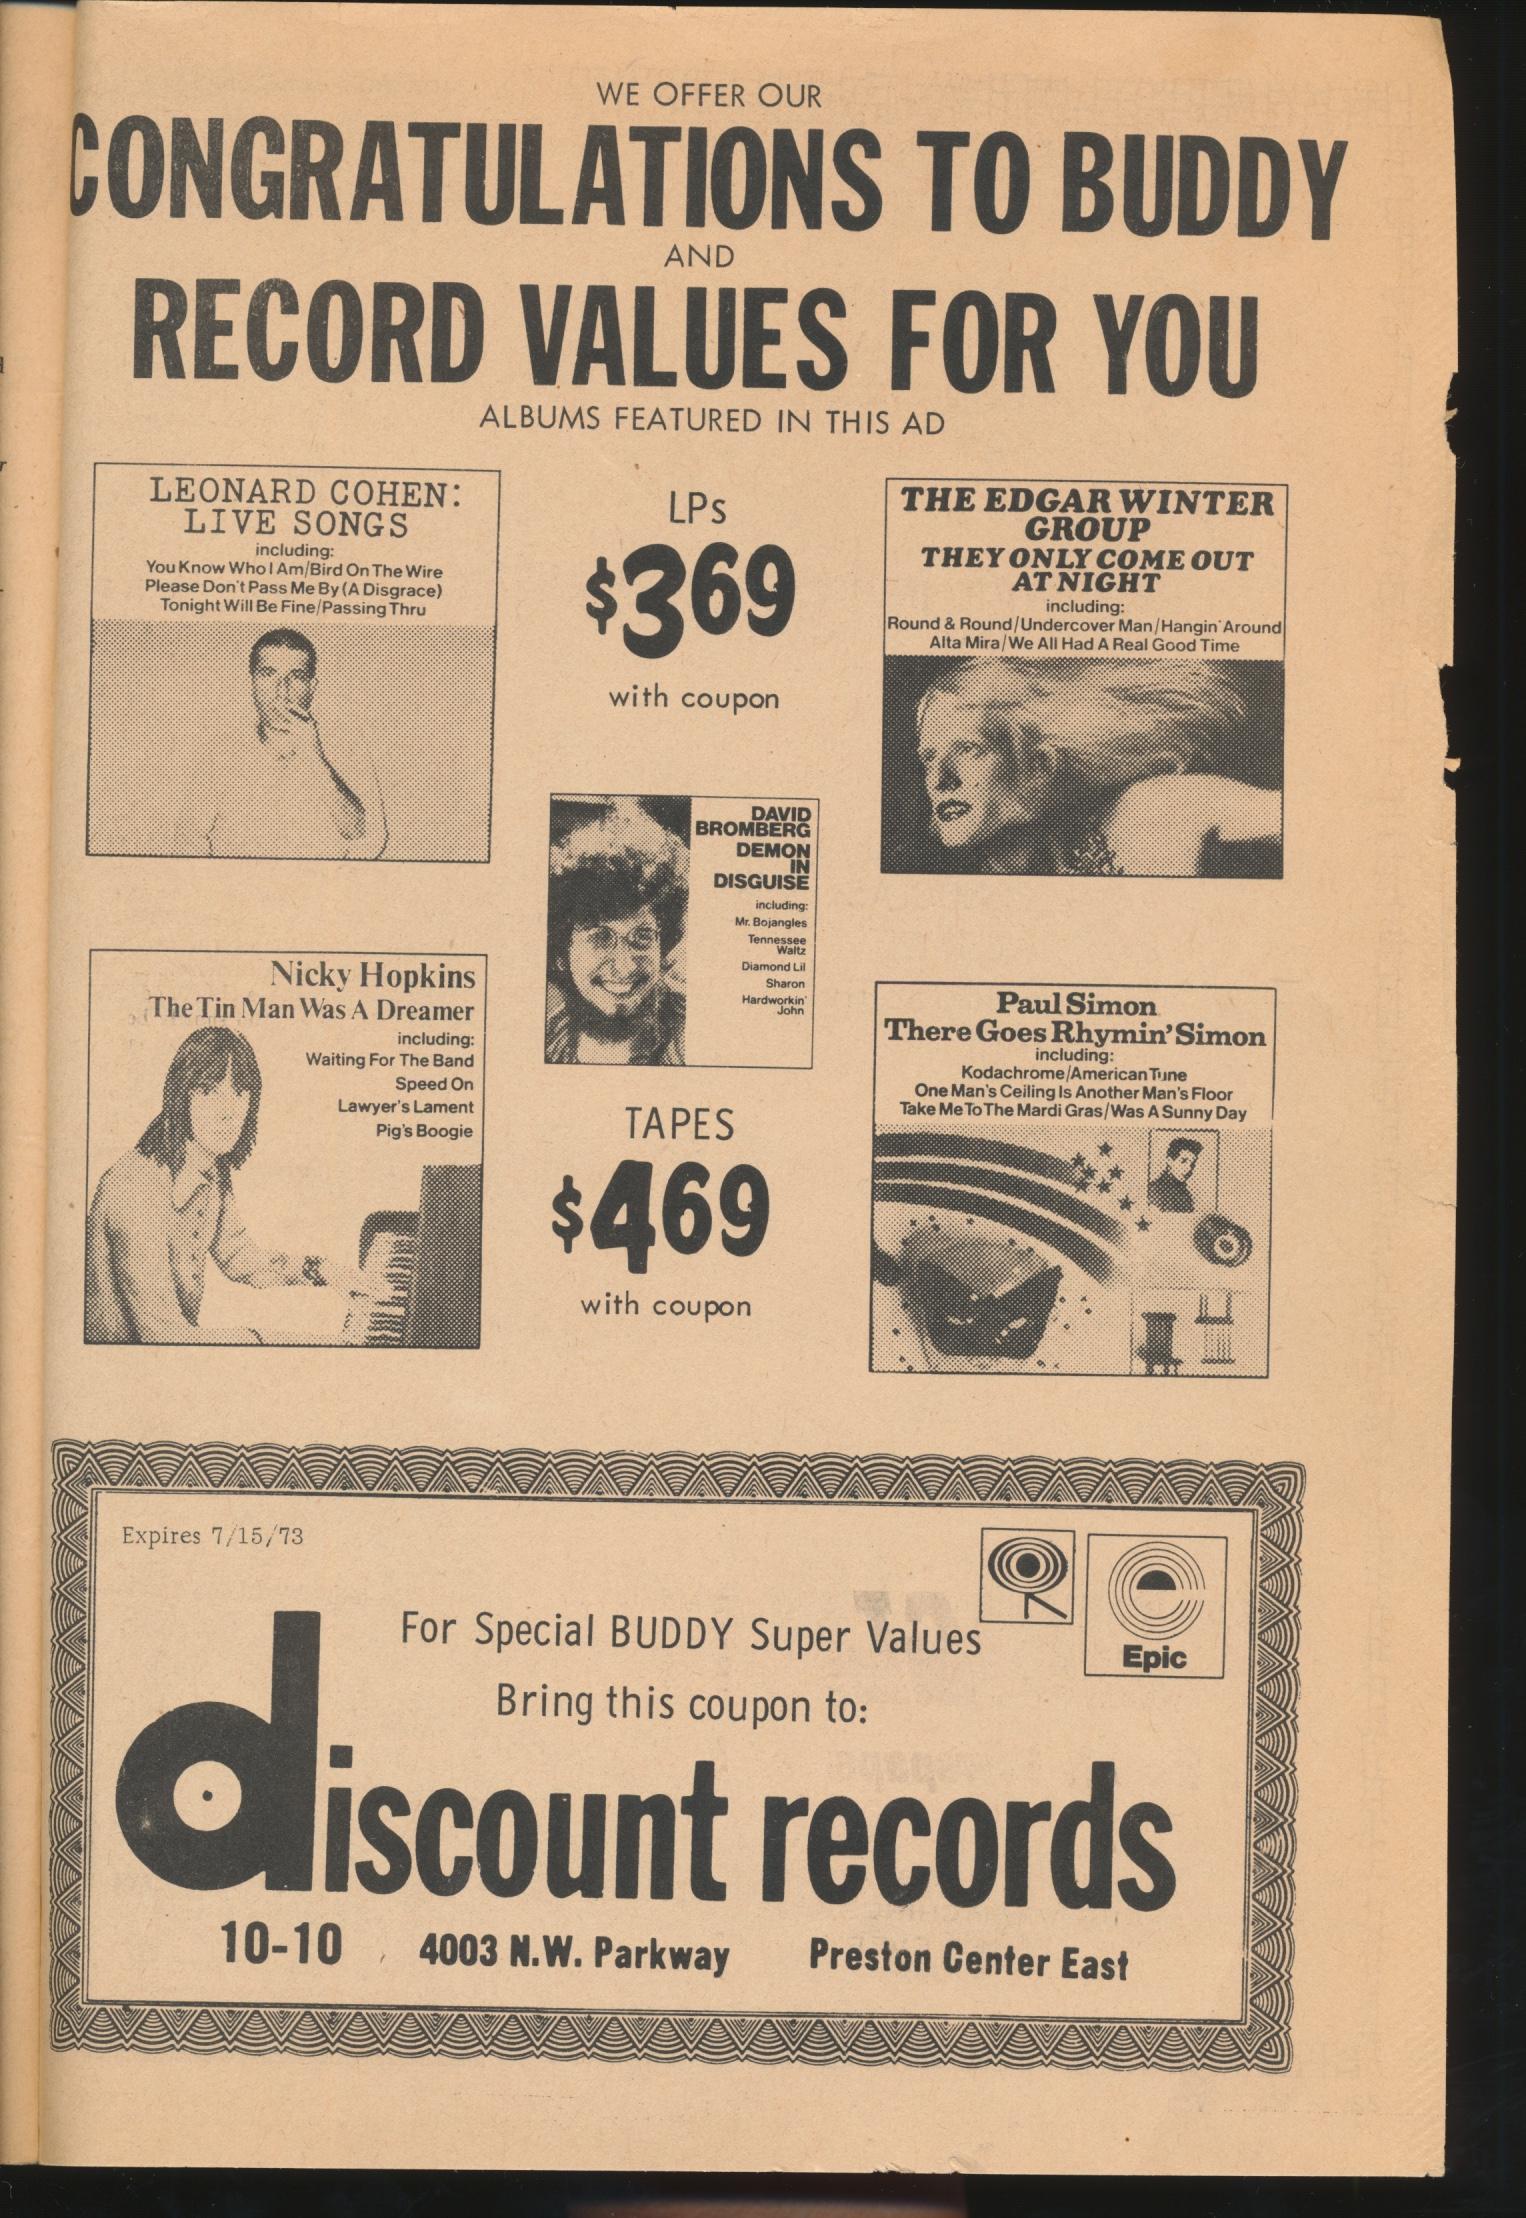 WE OFFER OUR
CONGRATULATIONS TO BUDDY
AND
RECORD VALUES FOR YOU
ALBUMS FEATURED IN THIS AD
LEONARD COHEN:
LIVE SONGS
including:
You Know Who I Am/Bird On The Wire
Please Don't Pass Me By (A Disgrace)
Tonight Will Be Fine/Passing Thru
LPs
$3.69
with coupon
THE EDGAR WINTER
GROUP
THEY ONLY COME OUT
AT NIGHT
including:
Round & Round/Undercover Man/Hangin' Around
Alta Mira/We All Had A Real Good Time
DAVID
BROMBERG
DEMON
IN
DISGUISE
including:
Mr. Bojangles
Tennessee
Waltz
Diamond Lil
Sharon
Hardworkin'
John
Nicky Hopkins
The Tin Man Was A Dreamer
including:
Waiting For The Band
Speed On
Lawyer's Lament
Pig's Boogie
TAPES
$4.69
with coupon
Paul Simon
There Goes Rhymin' Simon
including:
Kodachrome/American Tune
One Man's Ceiling Is Another Man's Floor
Take Me To The Mardi Gras/Was A Sunny Day
Expires 7/15/73
Epic
For Special BUDDY Super Values
Bring this coupon to:
discount records
10-10 4003 N.W. Parkway Preston Center East